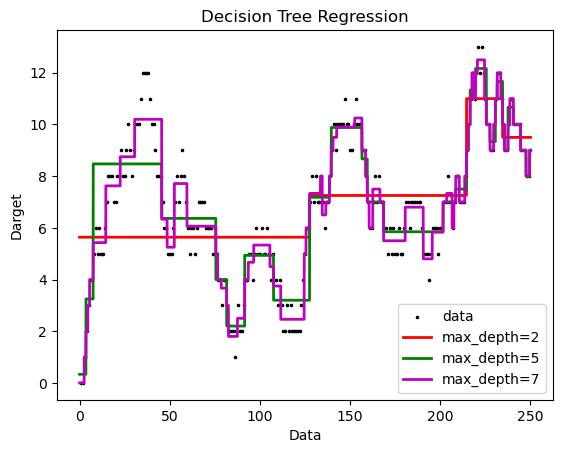 Decision Tree Regression
Darget
12
10
8
6
4
2
0
data
max_depth=2
max_depth=5
max_depth=7
0 50 100 150 200 250
Data